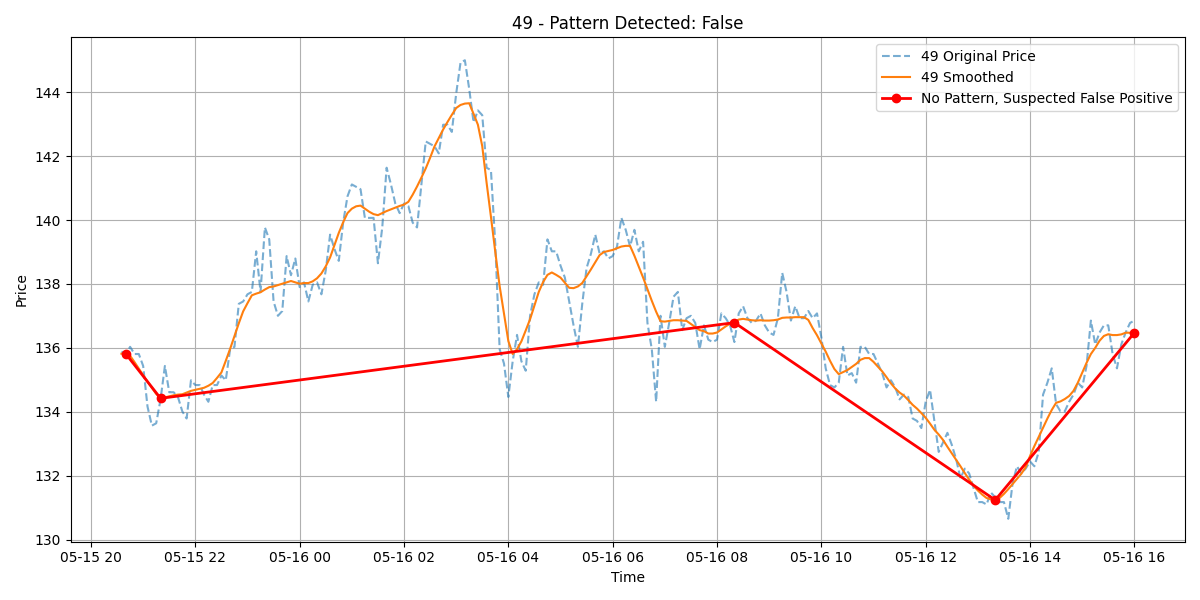 49 - Pattern Detected: False
49 Original Price
49 Smoothed
No Pattern, Suspected False Positive
Price
144
142
140
138
136
134
132
130
05-15 20 05-15 22 05-16 00 05-16 02 05-16 04 05-16 06 05-16 08 05-16 10 05-16 12 05-16 14 05-16 16
Time